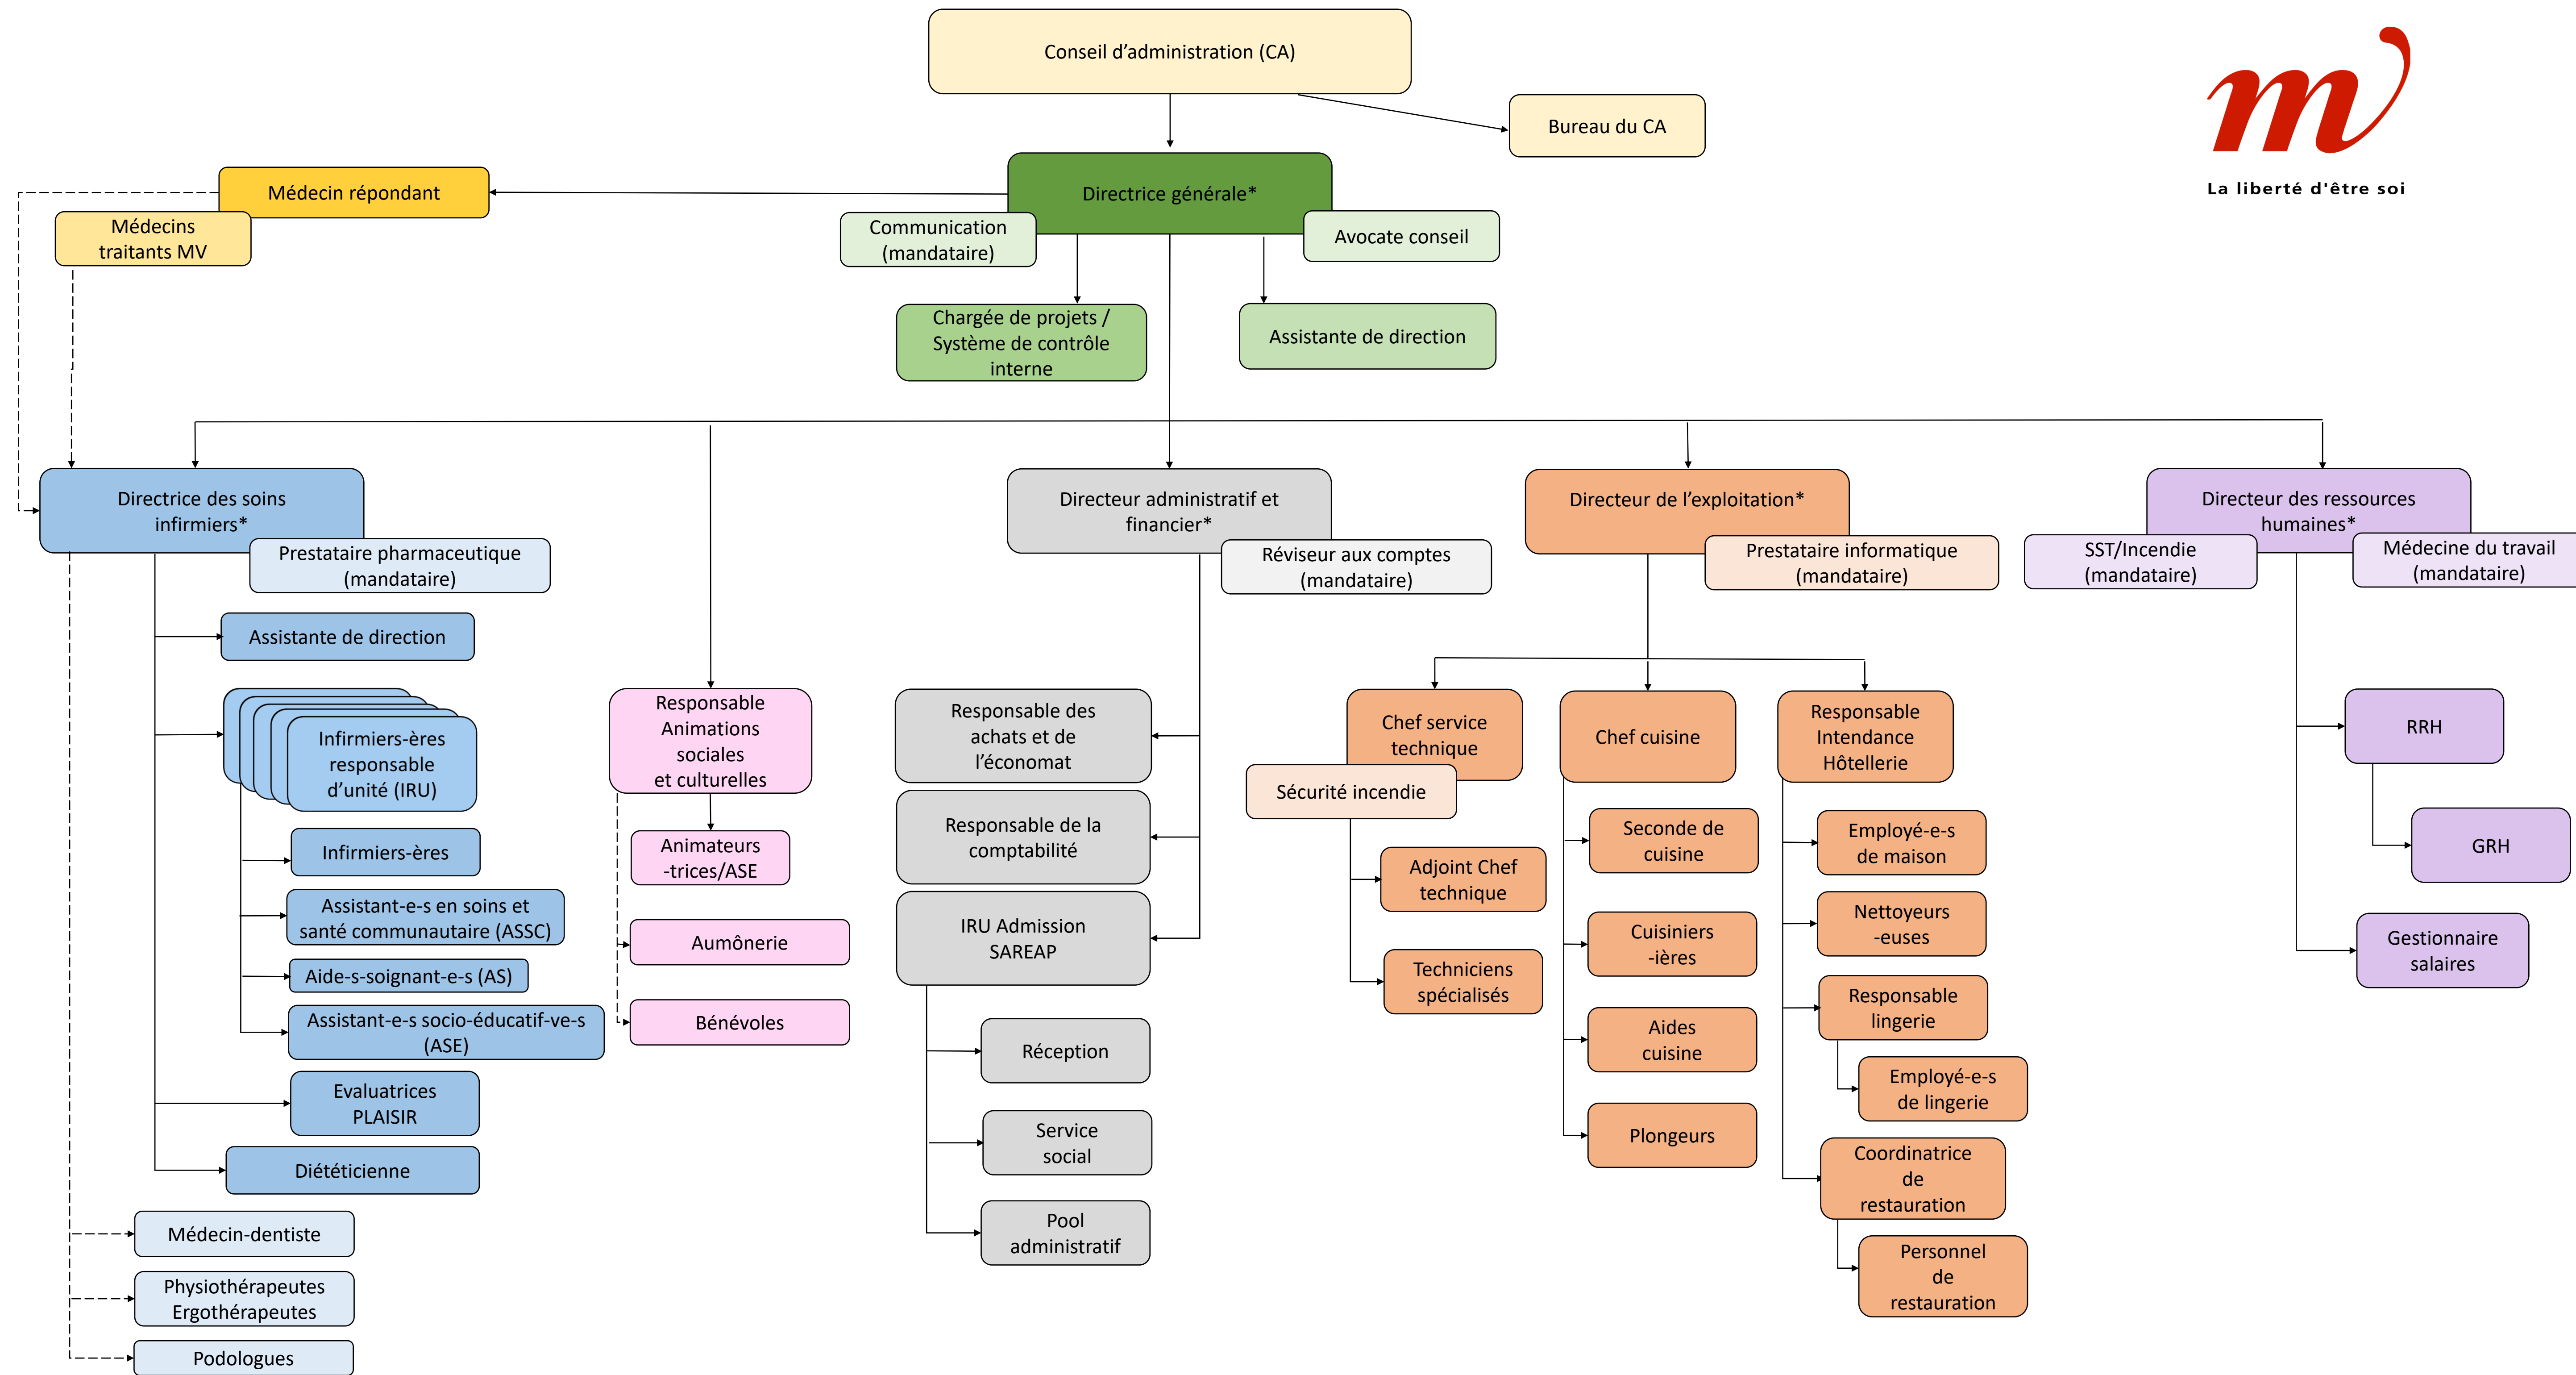 Conseil d’administration (CA)
Bureau du CA
La liberté d'être soi
Médecin répondant
Médecins
traitants MV
Directrice générale*
Communication
(mandataire)
Avocate conseil
Chargée de projets /
Système de contrôle
interne
Assistante de direction
Directrice des soins
infirmiers*
Prestataire pharmaceutique
(mandataire)
Assistante de direction
Infirmiers-ères
responsable
d’unité (IRU)
Infirmiers-ères
Assistant-e-s en soins et
santé communautaire (ASSC)
Aide-s-soignant-e-s (AS)
Assistant-e-s socio-éducatif-ve-s
(ASE)
Evaluatrices
PLAISIR
Diététicienne
Médecin-dentiste
Physiothérapeutes
Ergothérapeutes
Podologues
Responsable
Animations
sociales
et culturelles
Animateurs
-trices/ASE
Aumônerie
Bénévoles
Directeur administratif et
financier*
Réviseur aux comptes
(mandataire)
Responsable des
achats et de
l’économat
Responsable de la
comptabilité
IRU Admission
SAREAP
Réception
Service
social
Pool
administratif
Directeur de l’exploitation*
Prestataire informatique
(mandataire)
Chef service
technique
Sécurité incendie
Adjoint Chef
technique
Techniciens
spécialisés
Chef cuisine
Seconde de
cuisine
Cuisiniers
-ières
Aides
cuisine
Plongeurs
Responsable
Intendance
Hôtellerie
Employé-e-s
de maison
Nettoyeurs
-euses
Responsable
lingerie
Employé-e-s
de lingerie
Coordinatrice
de
restauration
Personnel
de
restauration
Directeur des ressources
humaines*
SST/Incendie
(mandataire)
Médecine du travail
(mandataire)
RRH
GRH
Gestionnaire
salaires